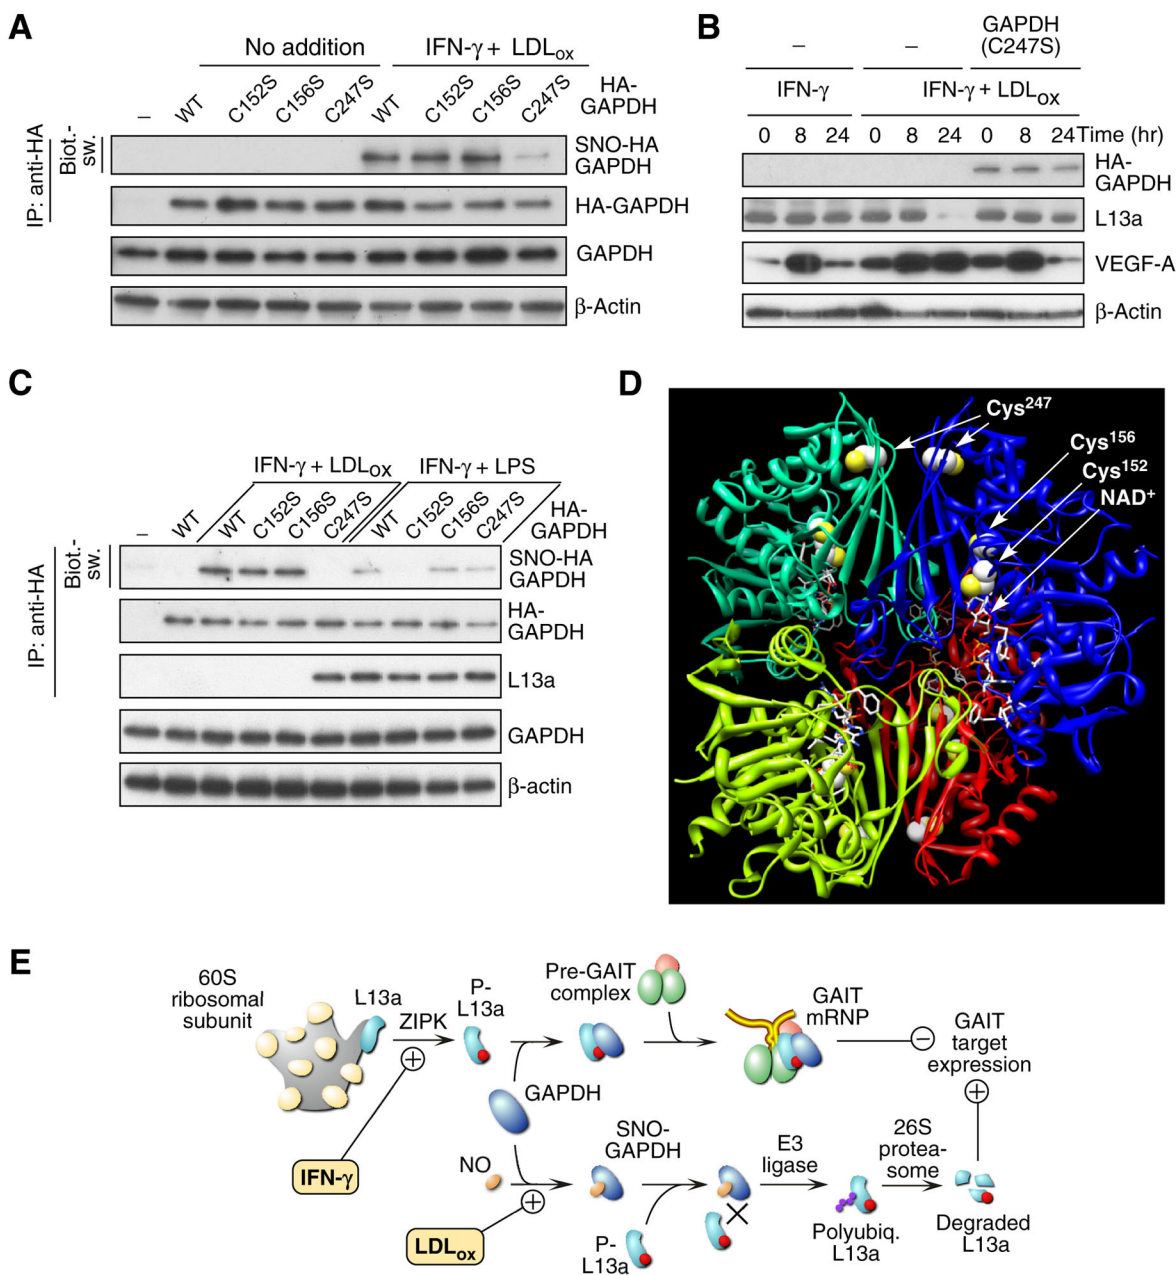 A
No addition
IFN-γ + LDLox
–
WT
C152S
C156S
C247S
WT
C152S
C156S
C247S
HA-
GAPDH
IP: anti-HA
Biot.-
sw.
SNO-HA
GAPDH
HA-GAPDH
GAPDH
β-Actin
B
GAPDH
(C247S)
–
–
IFN-γ
IFN-γ + LDLox
0 8 24 0 8 24 0 8 24 Time (hr)
HA-
GAPDH
L13a
VEGF-A
β-Actin
C
IFN-γ + LDLox
IFN-γ + LPS
–
WT
WT
C152S
C156S
C247S
WT
C152S
C156S
C247S
HA-
GAPDH
IP: anti-HA
Biot.-
sw.
SNO-HA
GAPDH
HA-
GAPDH
L13a
GAPDH
β-actin
D
Cys247
Cys156
Cys152
NAD+
E
60S
ribosomal
subunit
L13a
ZIPK
P-
L13a
Pre-GAIT
complex
GAIT
mRNP
−
GAIT
target
expression
+
+
GAPDH
IFN-γ
NO
+
LDLox
SNO-
GAPDH
P-
L13a
E3
ligase
Polyubiq.
L13a
26S
protea-
some
Degraded
L13a